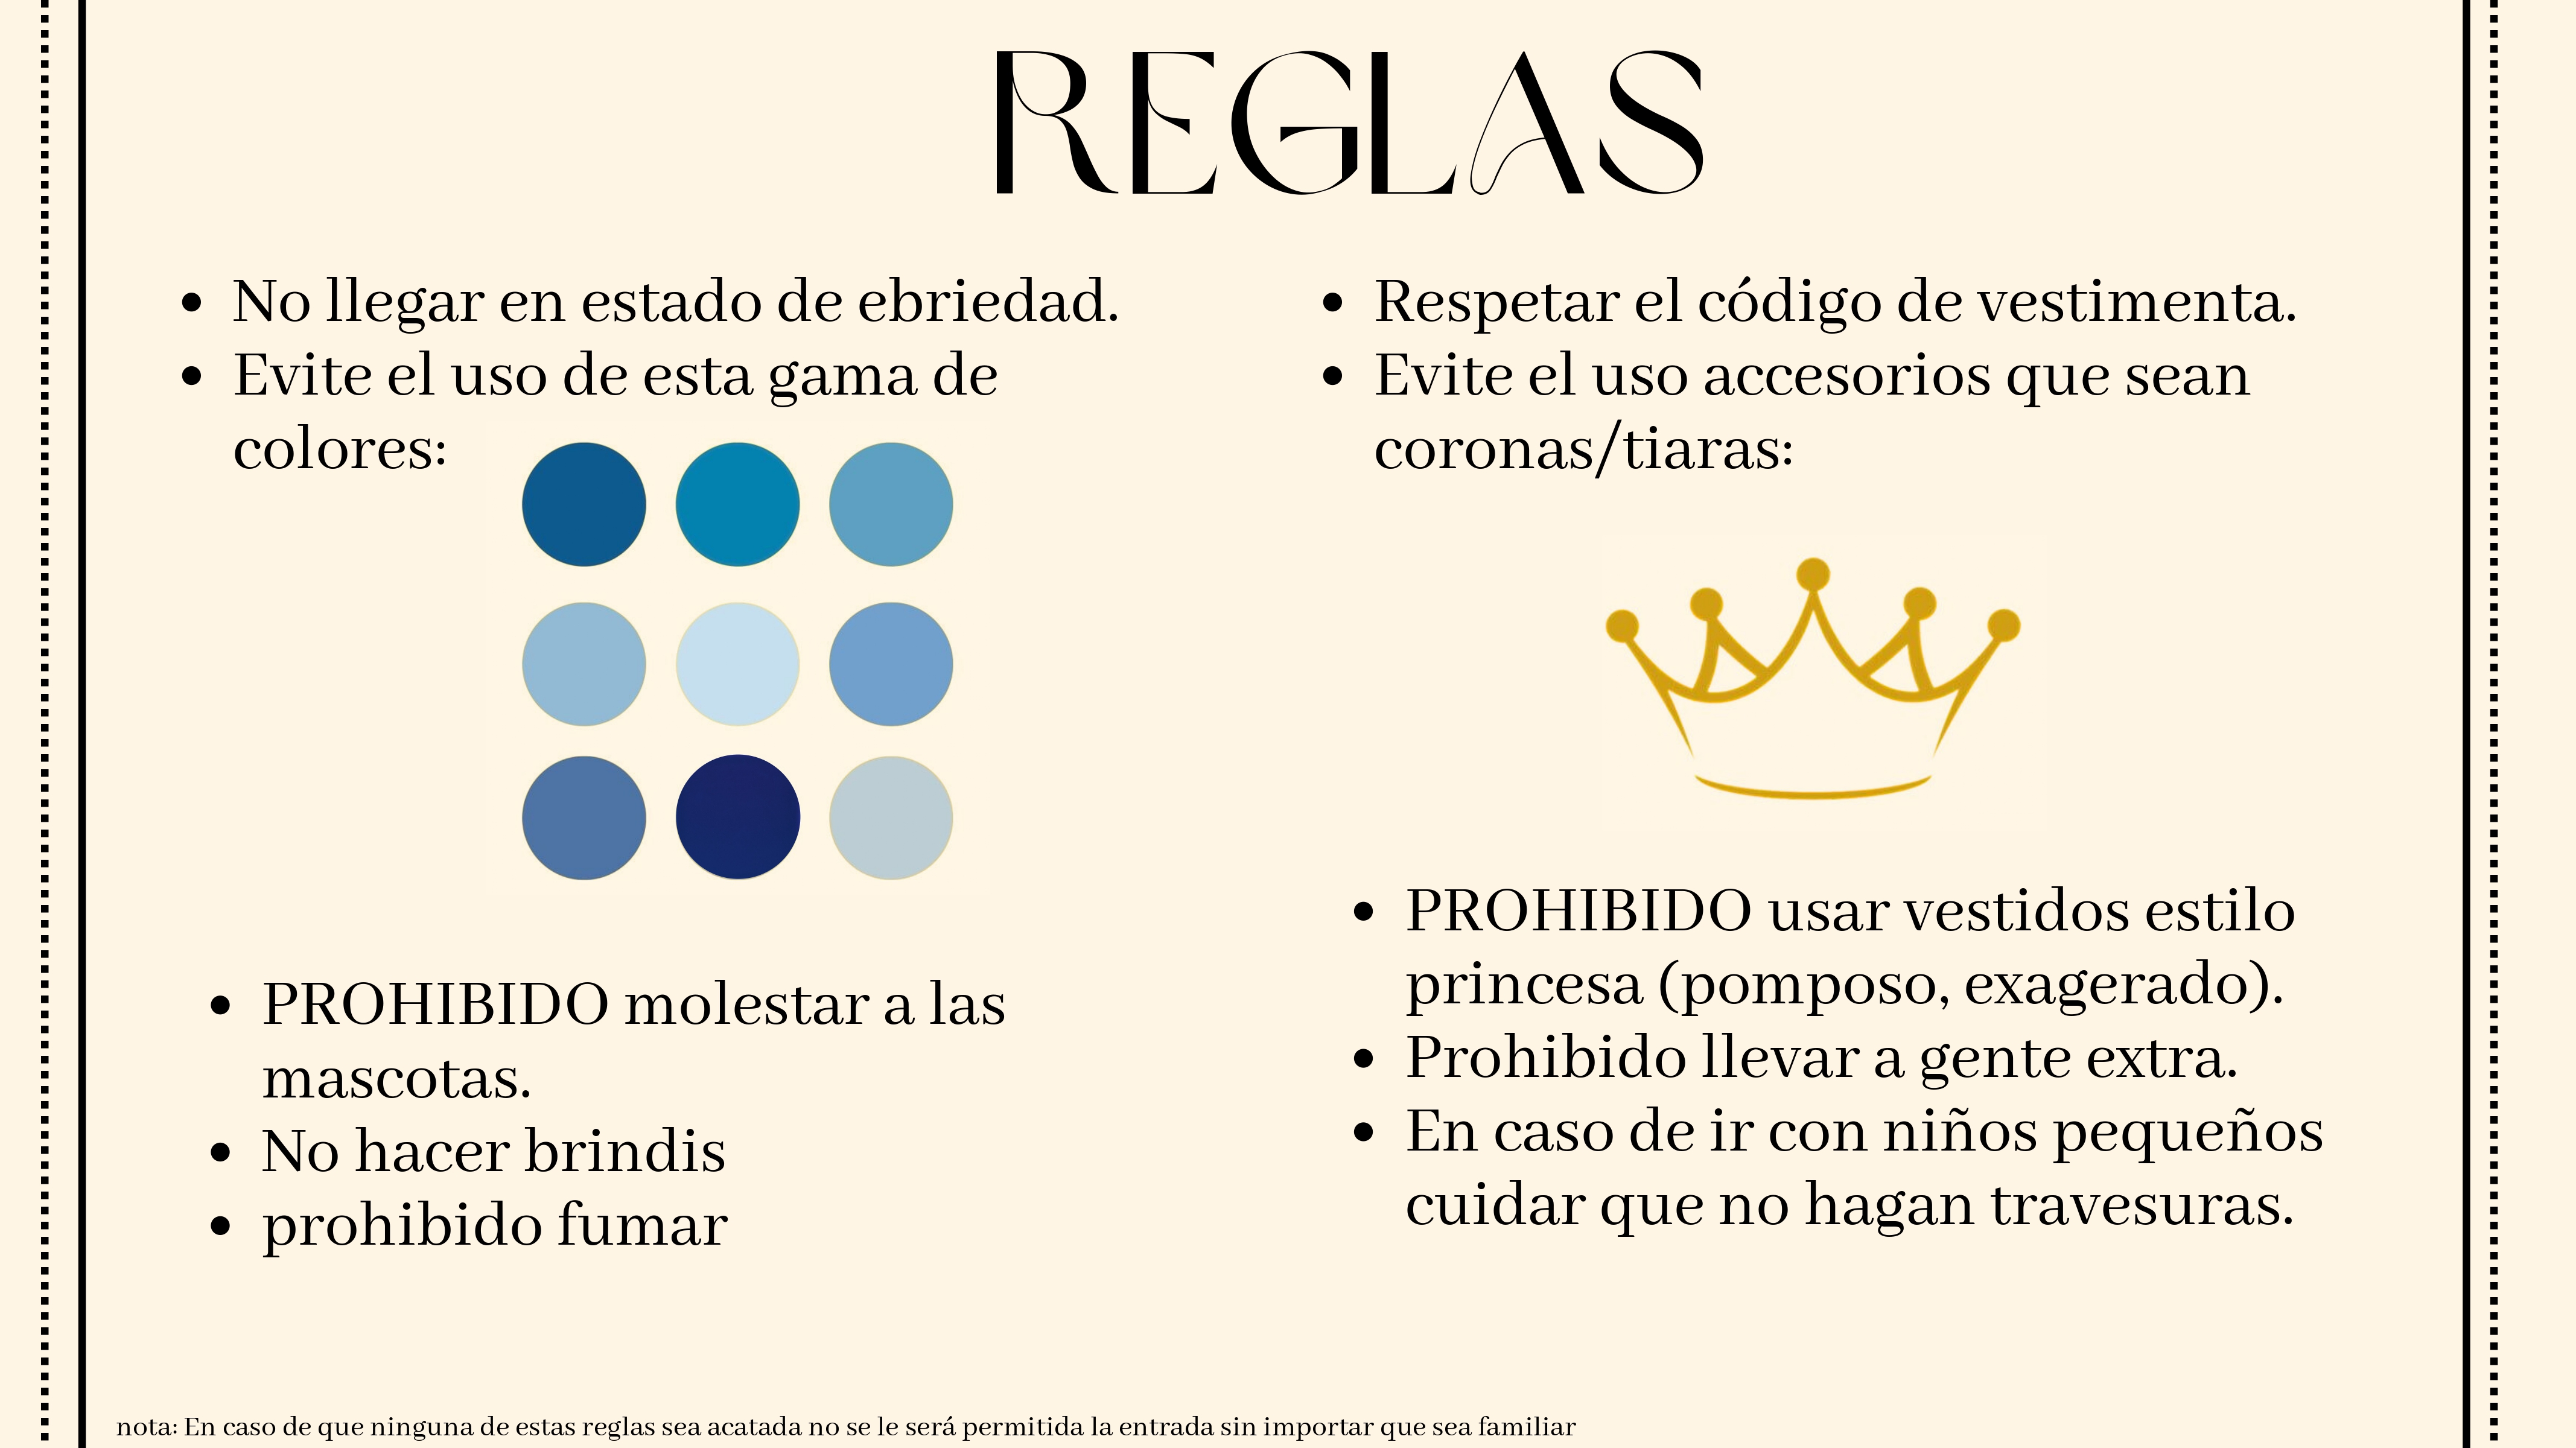 REGLAS
• No llegar en estado de ebriedad.
• Evite el uso de esta gama de
colores:
• PROHIBIDO molestar a las
mascotas.
• No hacer brindis
• prohibido fumar
• Respetar el código de vestimenta.
• Evite el uso accesorios que sean
coronas/tiaras:
• PROHIBIDO usar vestidos estilo
princesa (pomposo, exagerado).
• Prohibido llevar a gente extra.
• En caso de ir con niños pequeños
cuidar que no hagan travesuras.
nota: En caso de que ninguna de estas reglas sea acatada no se le será permitida la entrada sin importar que sea familiar